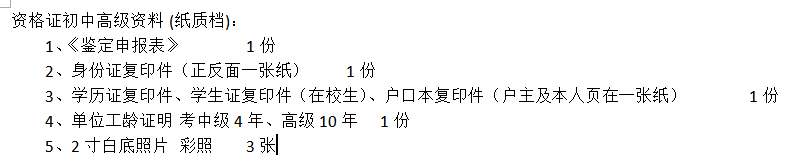 资格证初中高级资料 (纸质档)：
1、《鉴定申报表》 1 份
2、身份证复印件（正反面一张纸） 1 份
3、学历证复印件、学生证复印件（在校生）、户口本复印件（户主及本人页在一张纸） 1 份
4、单位工龄证明 考中级 4 年、高级 10 年 1 份
5、2 寸白底照片 彩照 3 张